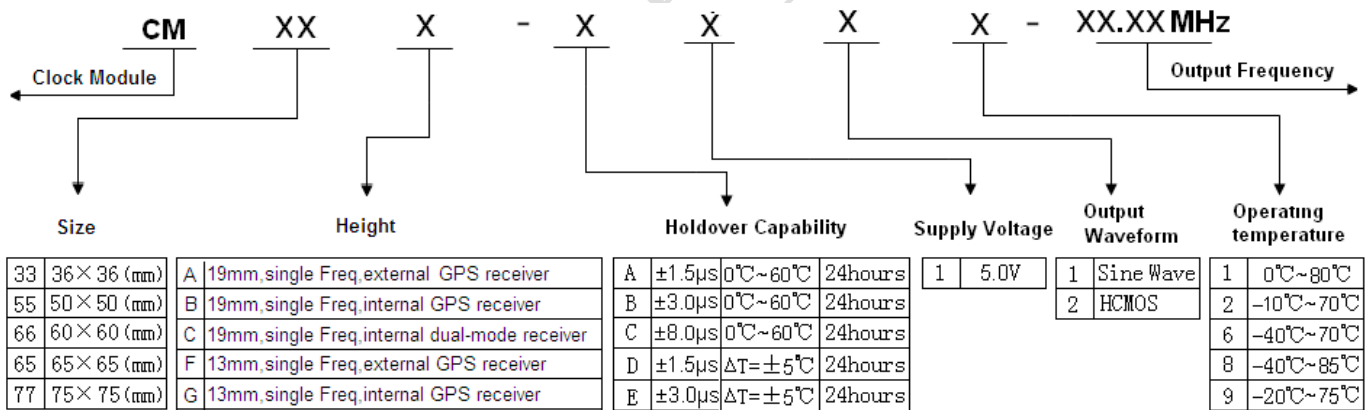 CM XX X - X X X X - XX.XX MHz
Clock Module
Output Frequency
Size
Height
Holdover Capability
Supply Voltage
Output
Waveform
Operating
temperature
33 36×36(mm)
55 50×50(mm)
66 60×60(mm)
65 65×65(mm)
77 75×75(mm)
A 19mm,single Freq,external GPS receiver
B 19mm,single Freq,internal GPS receiver
C 19mm,single Freq,internal dual-mode receiver
F 13mm,single Freq,external GPS receiver
G 13mm,single Freq,internal GPS receiver
A ±1.5μs 0℃~60℃ 24hours
B ±3.0μs 0℃~60℃ 24hours
C ±8.0μs 0℃~60℃ 24hours
D ±1.5μs ΔT=±5℃ 24hours
E ±3.0μs ΔT=±5℃ 24hours
1 5.0V
1 Sine Wave
2 HCMOS
1 0℃~80℃
2 -10℃~70℃
6 -40℃~70℃
8 -40℃~85℃
9 -20℃~75℃